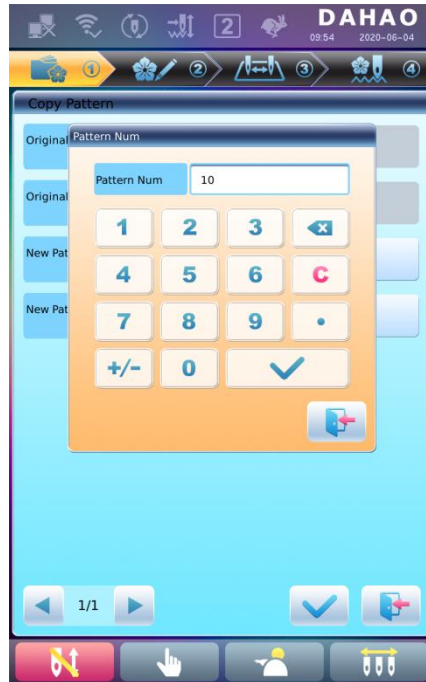 2
DAHAO
09:54 2020-06-04
1 2 3 4
Copy Pattern
Original
Pattern Num
Pattern Num 10
Original
1 2 3
New Pat
4 5 6 C
New Pat
7 8 9 •
+/- 0
1/1